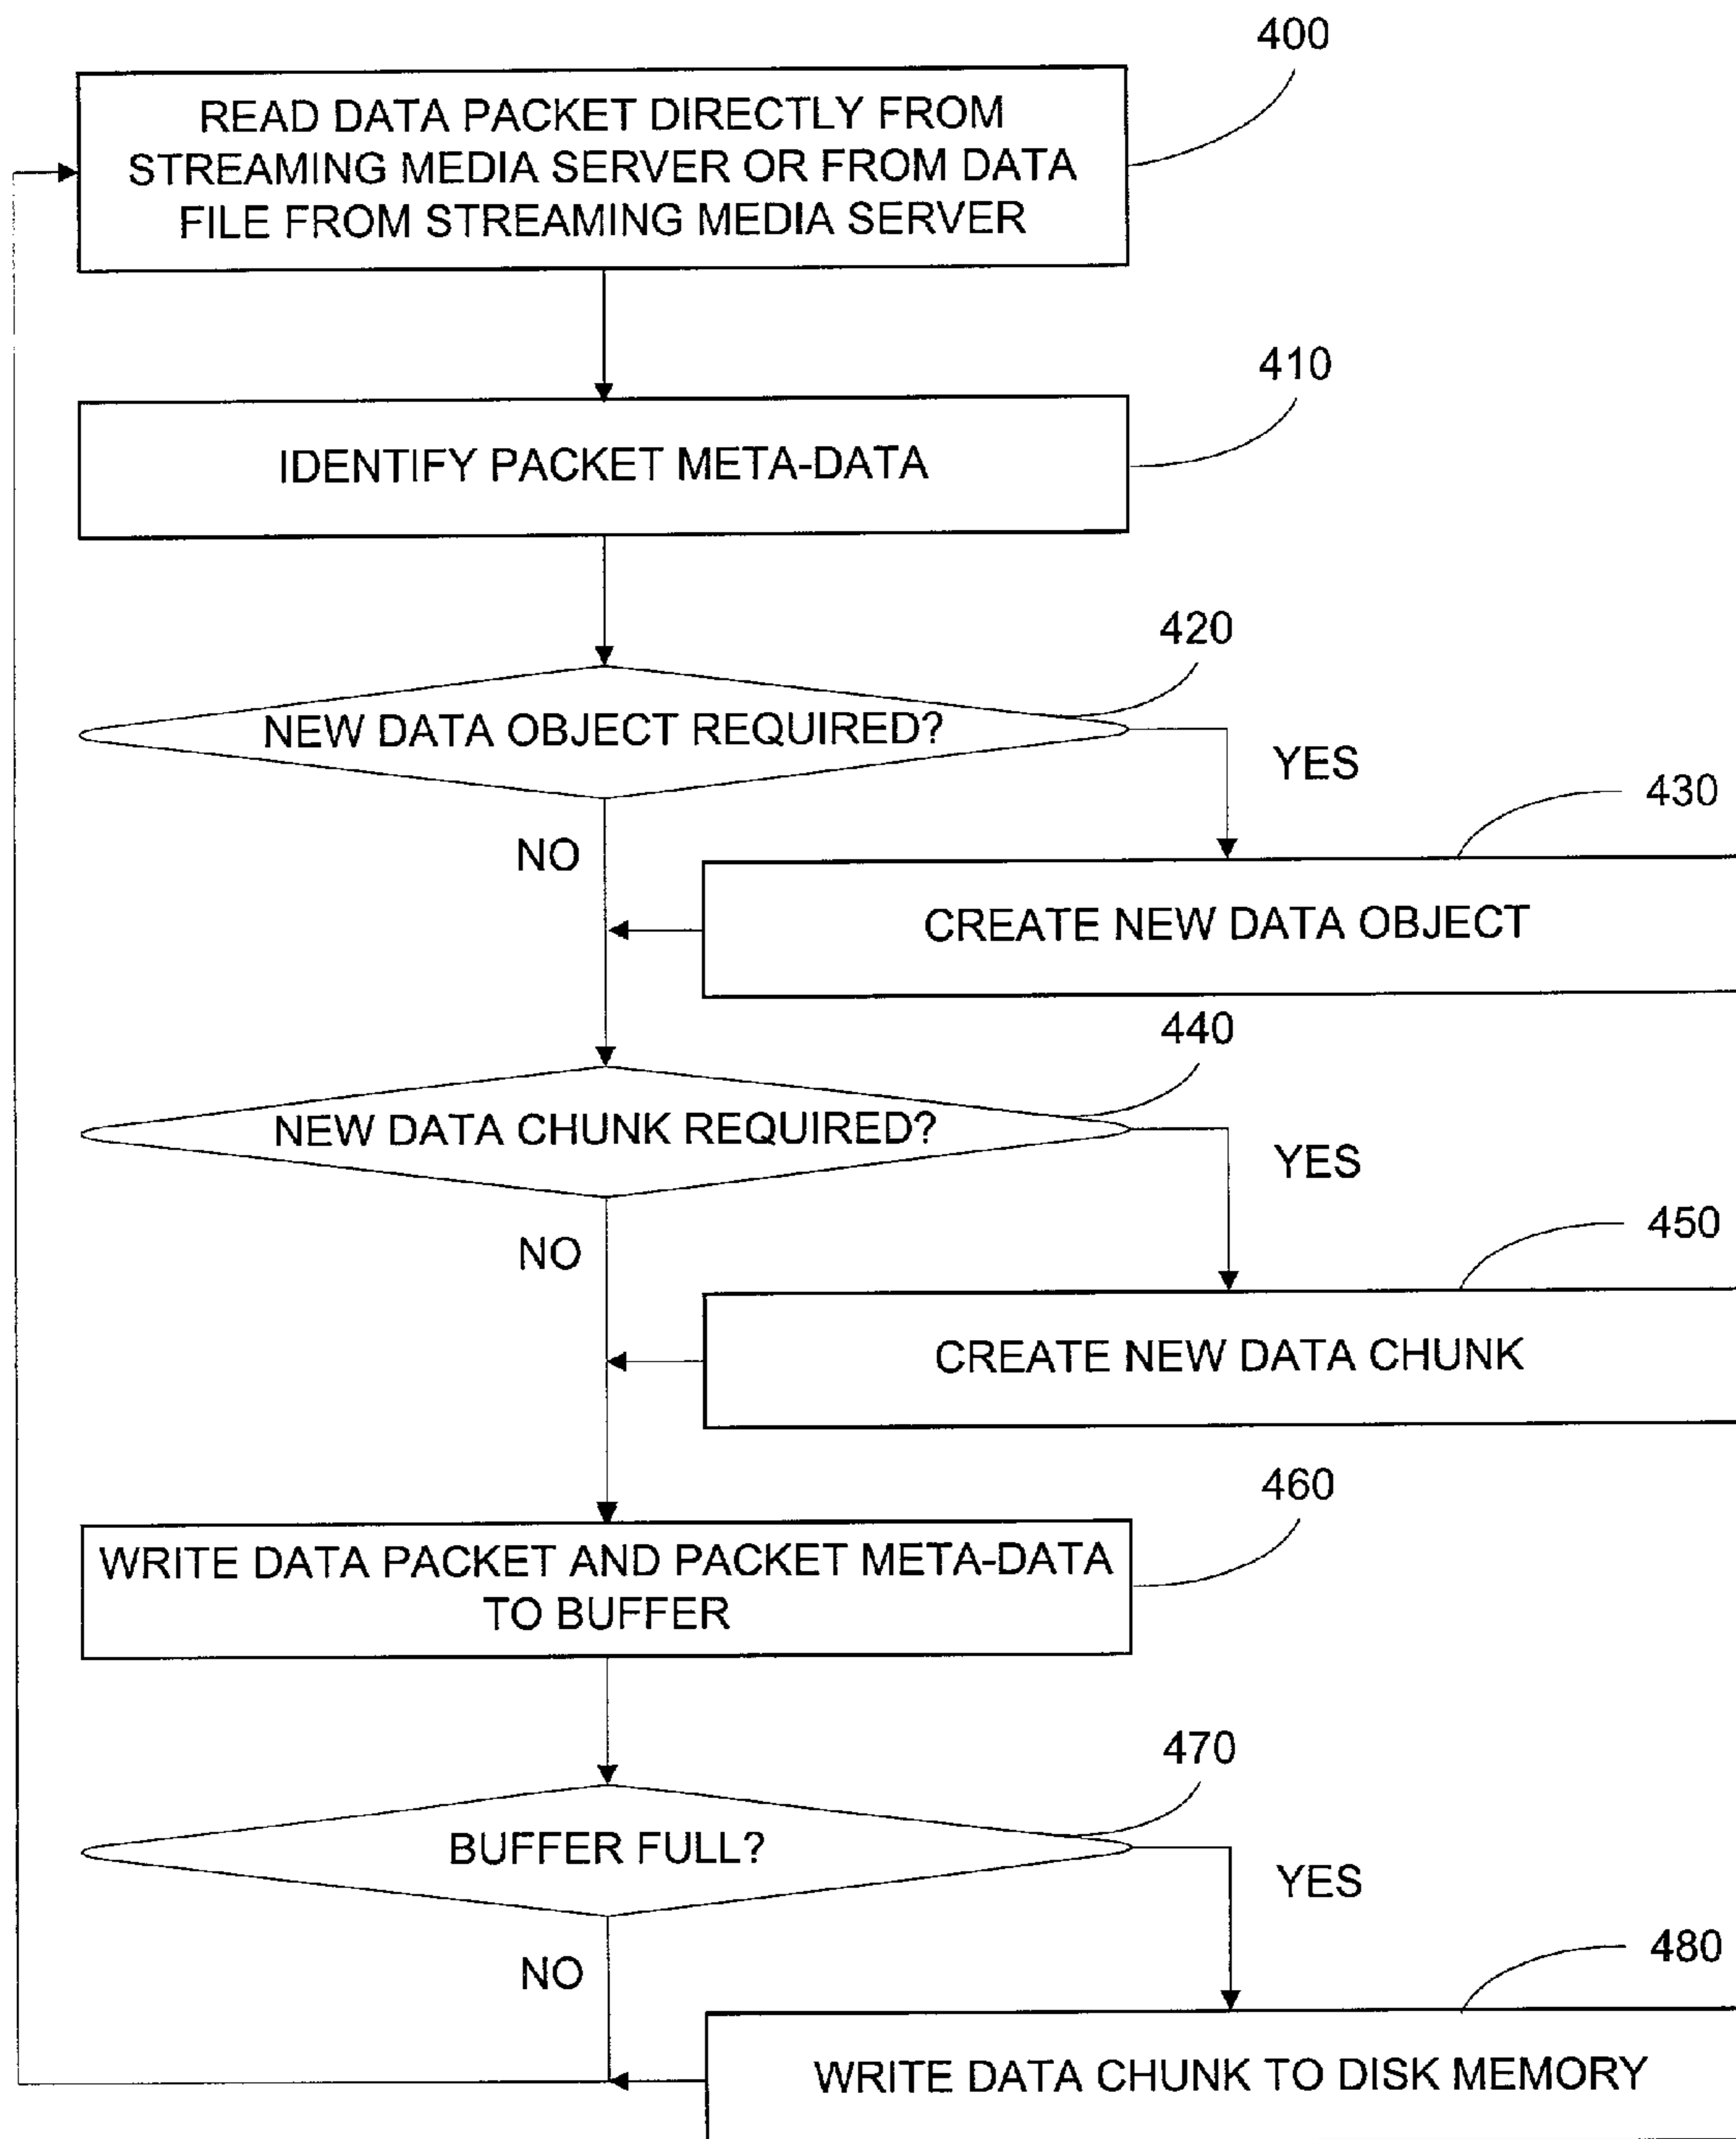 400
READ DATA PACKET DIRECTLY FROM
STREAMING MEDIA SERVER OR FROM DATA
FILE FROM STREAMING MEDIA SERVER
410
IDENTIFY PACKET META-DATA
420
NEW DATA OBJECT REQUIRED?
YES
430
NO
CREATE NEW DATA OBJECT
440
NEW DATA CHUNK REQUIRED?
YES
450
NO
CREATE NEW DATA CHUNK
460
WRITE DATA PACKET AND PACKET META-DATA
TO BUFFER
470
BUFFER FULL?
YES
480
NO
WRITE DATA CHUNK TO DISK MEMORY